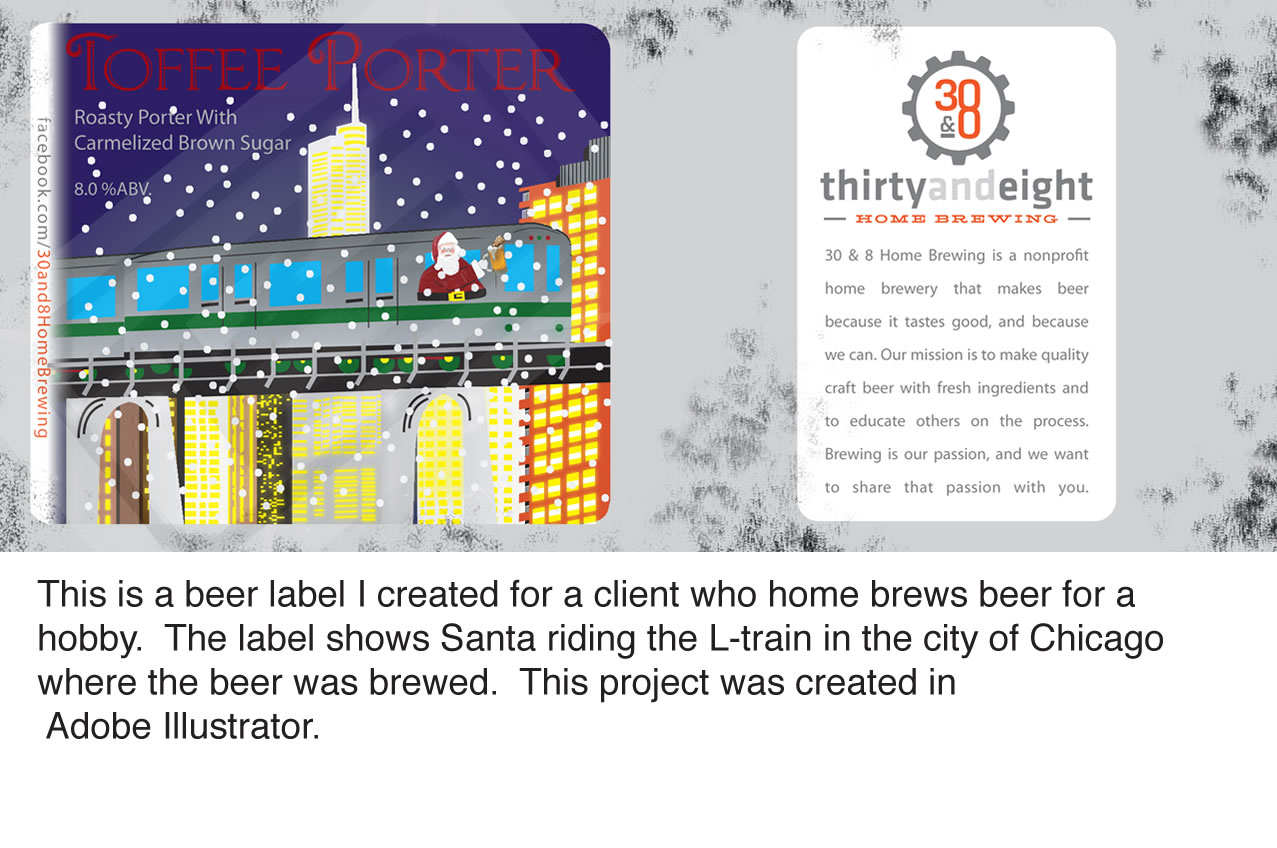 Toffee Porter
Roasty Porter With
Carmelized Brown Sugar
8.0 %ABV.
facebook.com/30and8HomeBrewing
30
&8
thirtyandeight
HOME BREWING
30 & 8 Home Brewing is a nonprofit
home brewery that makes beer
because it tastes good, and because
we can. Our mission is to make quality
craft beer with fresh ingredients and
to educate others on the process.
Brewing is our passion, and we want
to share that passion with you.
This is a beer label I created for a client who home brews beer for a
hobby. The label shows Santa riding the L-train in the city of Chicago
where the beer was brewed. This project was created in
Adobe Illustrator.